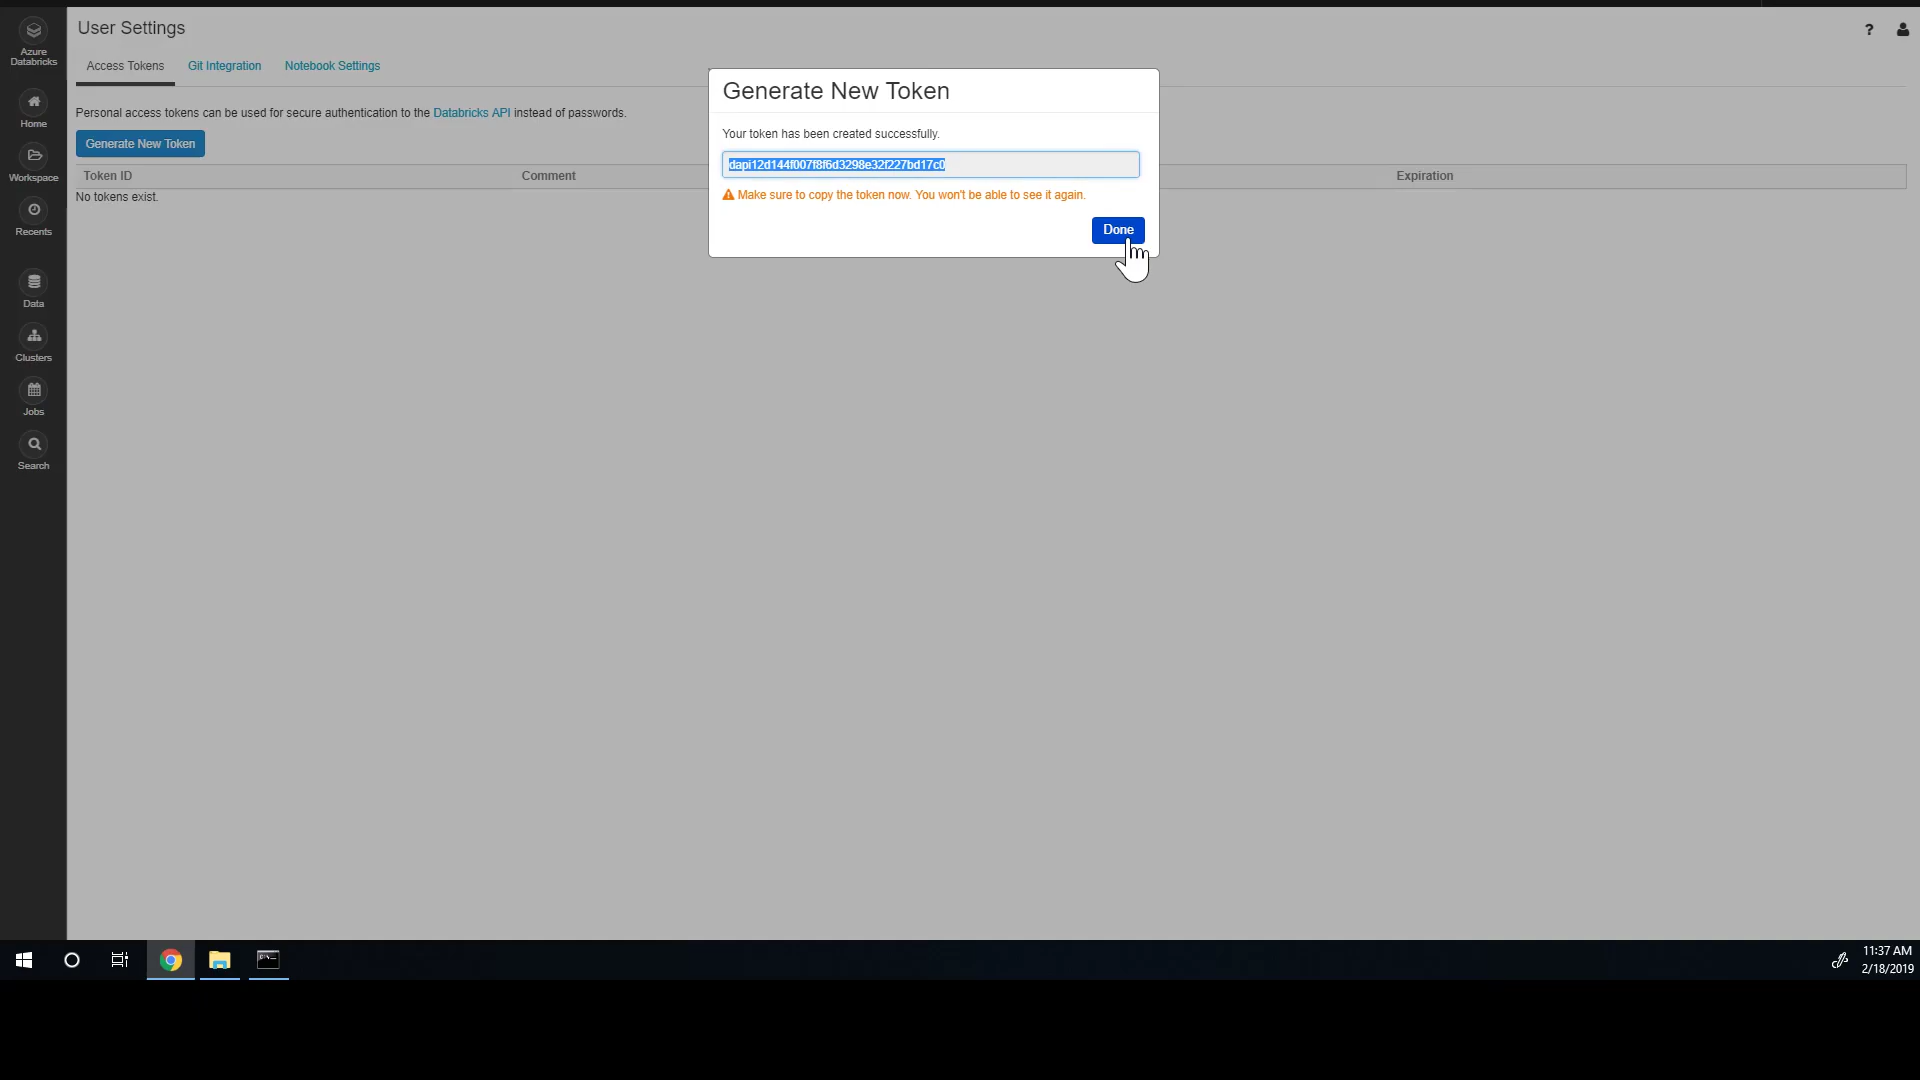 User Settings
?
Azure
Databricks
Access Tokens Git Integration Notebook Settings
Generate New Token
Home
Personal access tokens can be used for secure authentication to the Databricks API instead of passwords.
Your token has been created successfully.
Generate New Token
dapi12d144f007f8f6d3298e32f227bd17c0
Workspace
Token ID Comment Expiration
No tokens exist.
Make sure to copy the token now. You won't be able to see it again.
Recents
Done
Data
Clusters
Jobs
Search
11:37 AM
2/18/2019